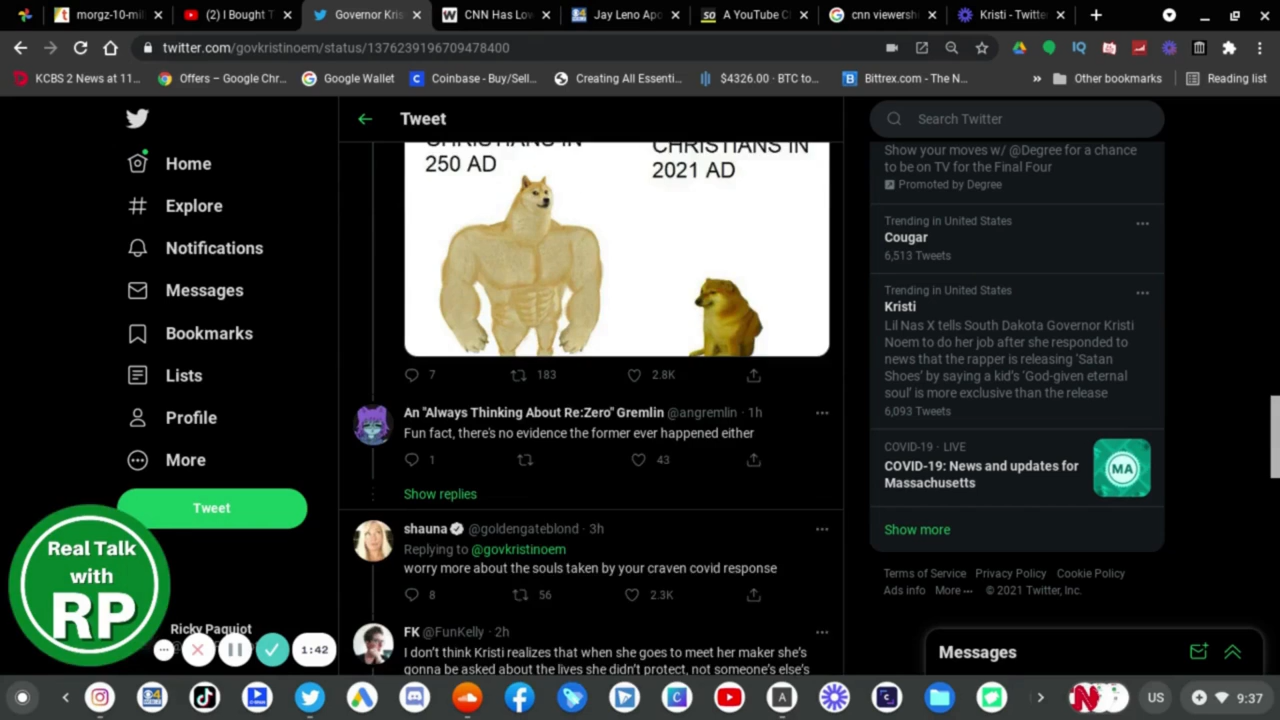 morgz-10-mil
(2) I Bought T
Governor Kris
CNN Has Low
Jay Leno Apo
A YouTube C
cnn viewersh
Kristi - Twitte
twitter.com/govkristinoem/status/1376239196709478400
KCBS 2 News at 11...
Offers – Google Chr...
Google Wallet
Coinbase - Buy/Sell...
Creating All Essenti...
$4326.00 · BTC to...
Bittrex.com - The N...
»
Other bookmarks
Reading list
Home
Explore
Notifications
Messages
Bookmarks
Lists
Profile
More
Tweet
Real Talk
with
RP
Ricky Paquiot
1:42
Tweet
CHRISTIANS IN
250 AD
CHRISTIANS IN
2021 AD
7
183
2.8K
An "Always Thinking About Re:Zero" Gremlin @angremlin · 1h
Fun fact, there's no evidence the former ever happened either
1
43
Show replies
shauna @goldengateblond · 3h
Replying to @govkristinoem
worry more about the souls taken by your craven covid response
8
56
2.3K
FK @FunKelly · 2h
I don't think Kristi realizes that when she goes to meet her maker she's
gonna be asked about the lives she didn't protect, not someone's else's
Search Twitter
Show your moves w/ @Degree for a chance
to be on TV for the Final Four
Promoted by Degree
Trending in United States
Cougar
6,513 Tweets
Trending in United States
Kristi
Lil Nas X tells South Dakota Governor Kristi
Noem to do her job after she responded to
news that the rapper is releasing 'Satan
Shoes' by saying a kid's 'God-given eternal
soul' is more exclusive than the release
6,093 Tweets
COVID-19 · LIVE
COVID-19: News and updates for
Massachusetts
MA
Show more
Terms of Service Privacy Policy Cookie Policy
Ads info More ··· © 2021 Twitter, Inc.
Messages
US
9:37